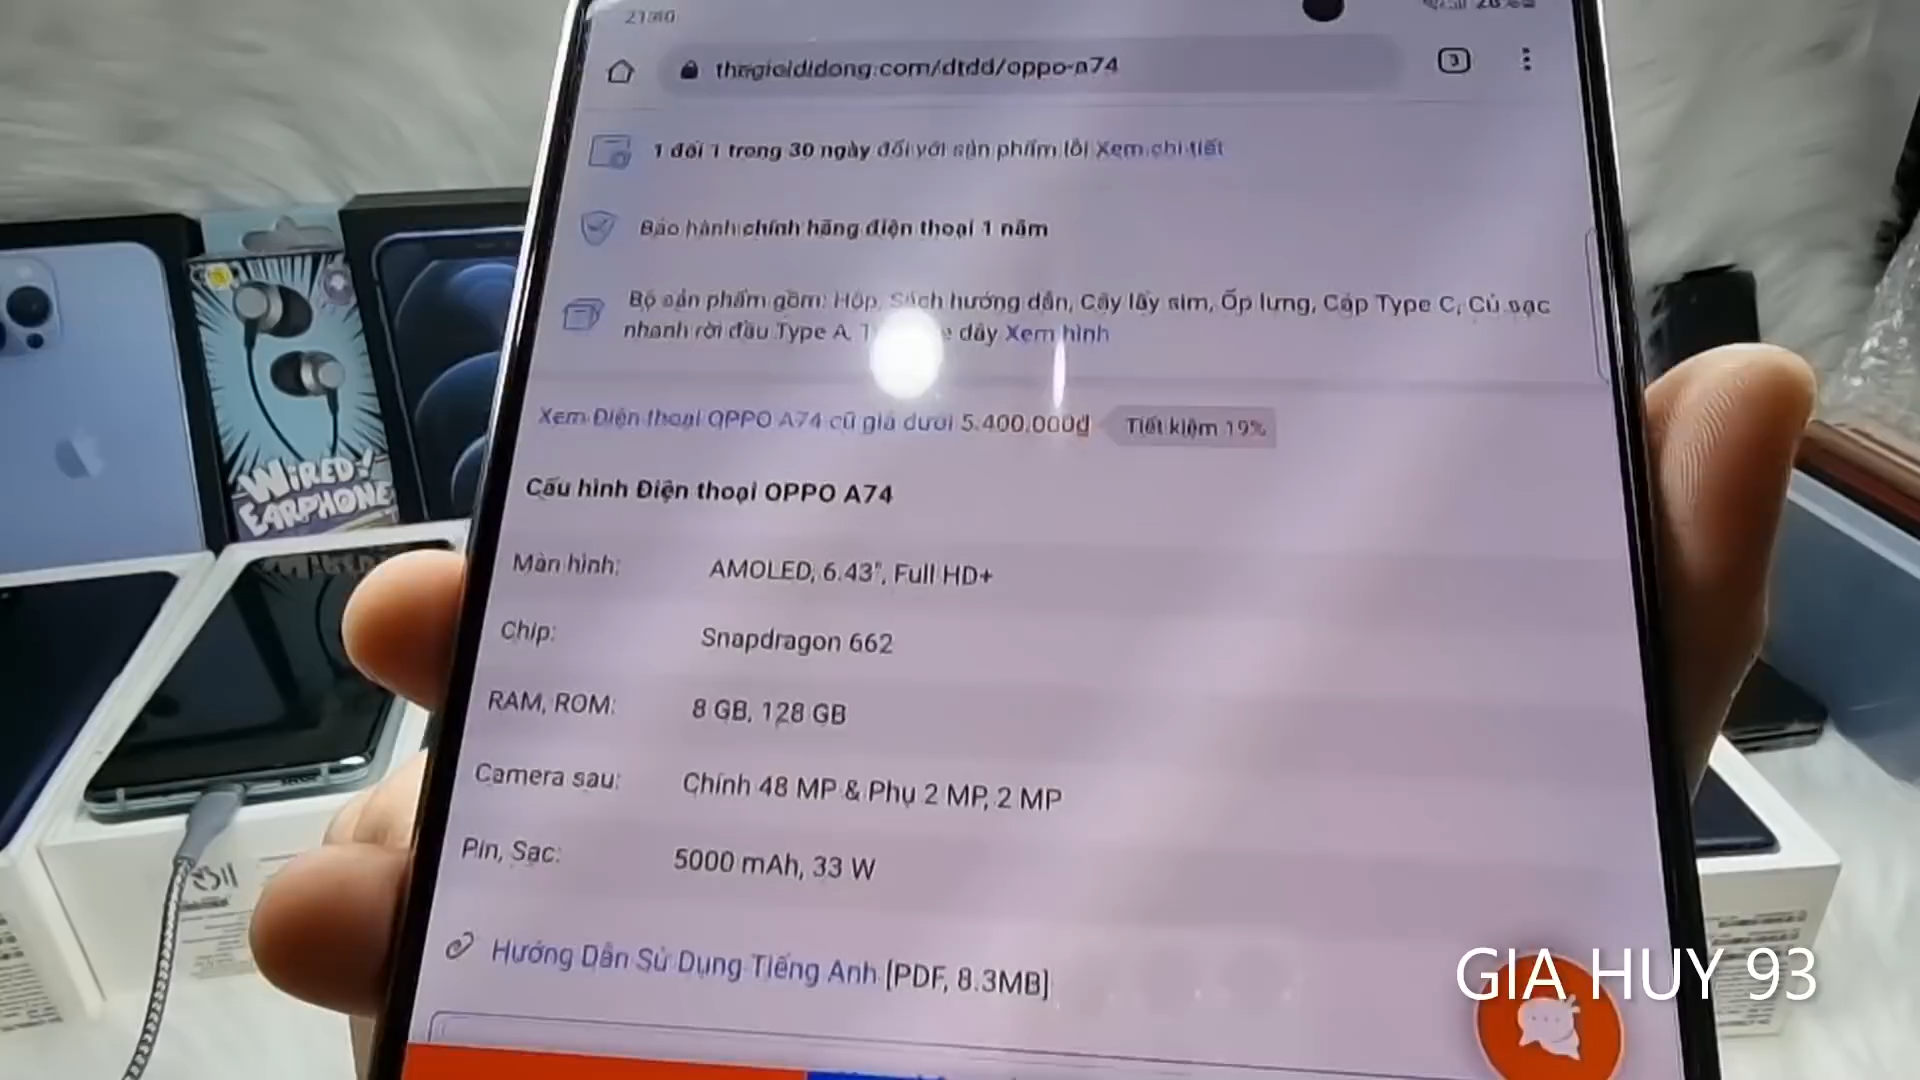 21:40
thegioididong.com/dtdd/oppo-a74
3
1 đổi 1 trong 30 ngày đối với sản phẩm lỗi Xem chi tiết
Bảo hành chính hãng điện thoại 1 năm
Bộ sản phẩm gồm: Hộp, Sách hướng dẫn, Cây lấy sim, Ốp lưng, Cáp Type C, Củ sạc
nhanh rời đầu Type A, dây Xem hình
Xem Điện thoại OPPO A74 cũ giá dưới 5.400.000₫ Tiết kiệm 19%
Cấu hình Điện thoại OPPO A74
Màn hình: AMOLED, 6.43", Full HD+
Chip: Snapdragon 662
RAM, ROM: 8 GB, 128 GB
Camera sau: Chính 48 MP & Phụ 2 MP, 2 MP
Pin, Sạc: 5000 mAh, 33 W
Hướng Dẫn Sử Dụng Tiếng Anh [PDF, 8.3MB]
WiRED!
EARPHONE
GIA HUY 93